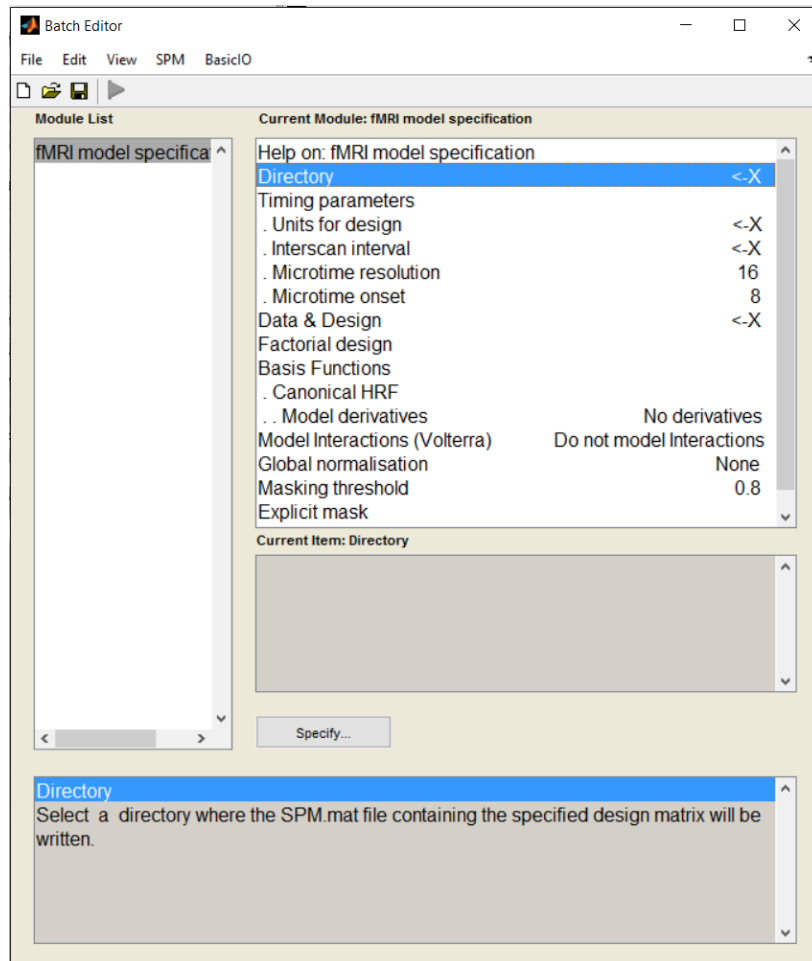 Batch Editor
File Edit View SPM BasicIO
Module List
Current Module: fMRI model specification
fMRI model specifica
Help on: fMRI model specification
Directory <-X
Timing parameters
. Units for design <-X
. Interscan interval <-X
. Microtime resolution 16
. Microtime onset 8
Data & Design <-X
Factorial design
Basis Functions
. Canonical HRF
. . Model derivatives No derivatives
Model Interactions (Volterra) Do not model Interactions
Global normalisation None
Masking threshold 0.8
Explicit mask
Current Item: Directory
Specify...
Directory
Select a directory where the SPM.mat file containing the specified design matrix will be
written.